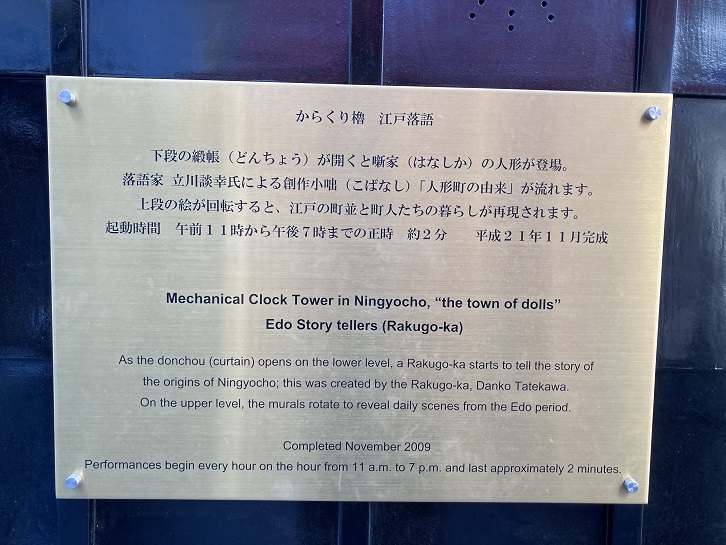 からくり櫓　江戸落語
下段の緞帳（どんちょう）が開くと噺家（はなしか）の人形が登場。
落語家 立川談幸氏による創作小咄（こばなし）「人形町の由来」が流れます。
上段の絵が回転すると、江戸の町並と町人たちの暮らしが再現されます。
起動時間　午前１１時から午後７時までの正時　約２分　　平成２１年１１月完成
Mechanical Clock Tower in Ningyocho, “the town of dolls”
Edo Story tellers (Rakugo-ka)
As the donchou (curtain) opens on the lower level, a Rakugo-ka starts to tell the story of
the origins of Ningyocho; this was created by the Rakugo-ka, Danko Tatekawa.
On the upper level, the murals rotate to reveal daily scenes from the Edo period.
Completed November 2009
Performances begin every hour on the hour from 11 a.m. to 7 p.m. and last approximately 2 minutes.